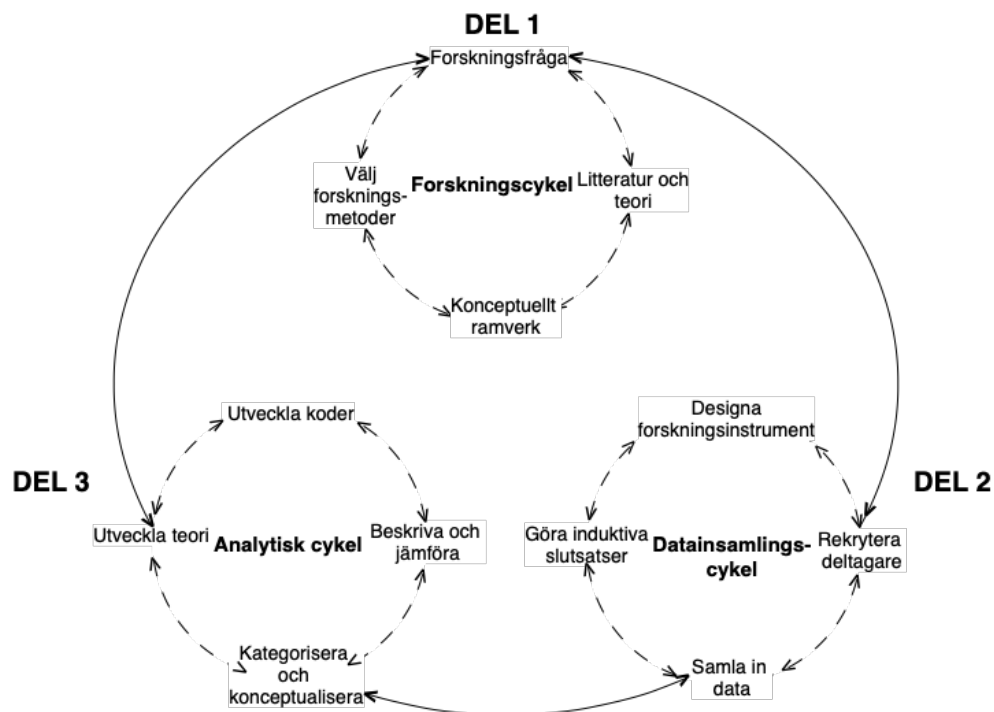 DEL 1
Forskningsfråga
Välj
forsknings-
metoder
Forskningscykel
Litteratur och
teori
Konceptuellt
ramverk
DEL 3
Utveckla koder
Utveckla teori
Analytisk cykel
Beskriva och
jämföra
Kategorisera
och
konceptualisera
DEL 2
Designa
forskningsinstrument
Göra induktiva
slutsatser
Datainsamlings-
cykel
Rekrytera
deltagare
Samla in
data